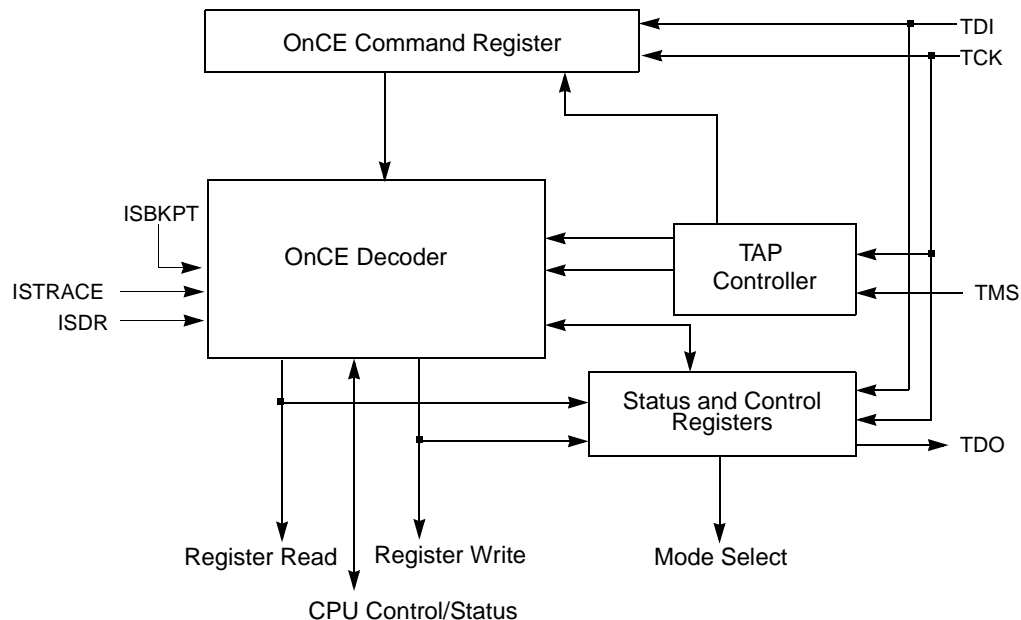 OnCE Command Register
TDI
TCK
ISBKPT
OnCE Decoder
TAP
Controller
ISTRACE
TMS
ISDR
Status and Control
Registers
TDO
Register Read
Register Write
Mode Select
CPU Control/Status